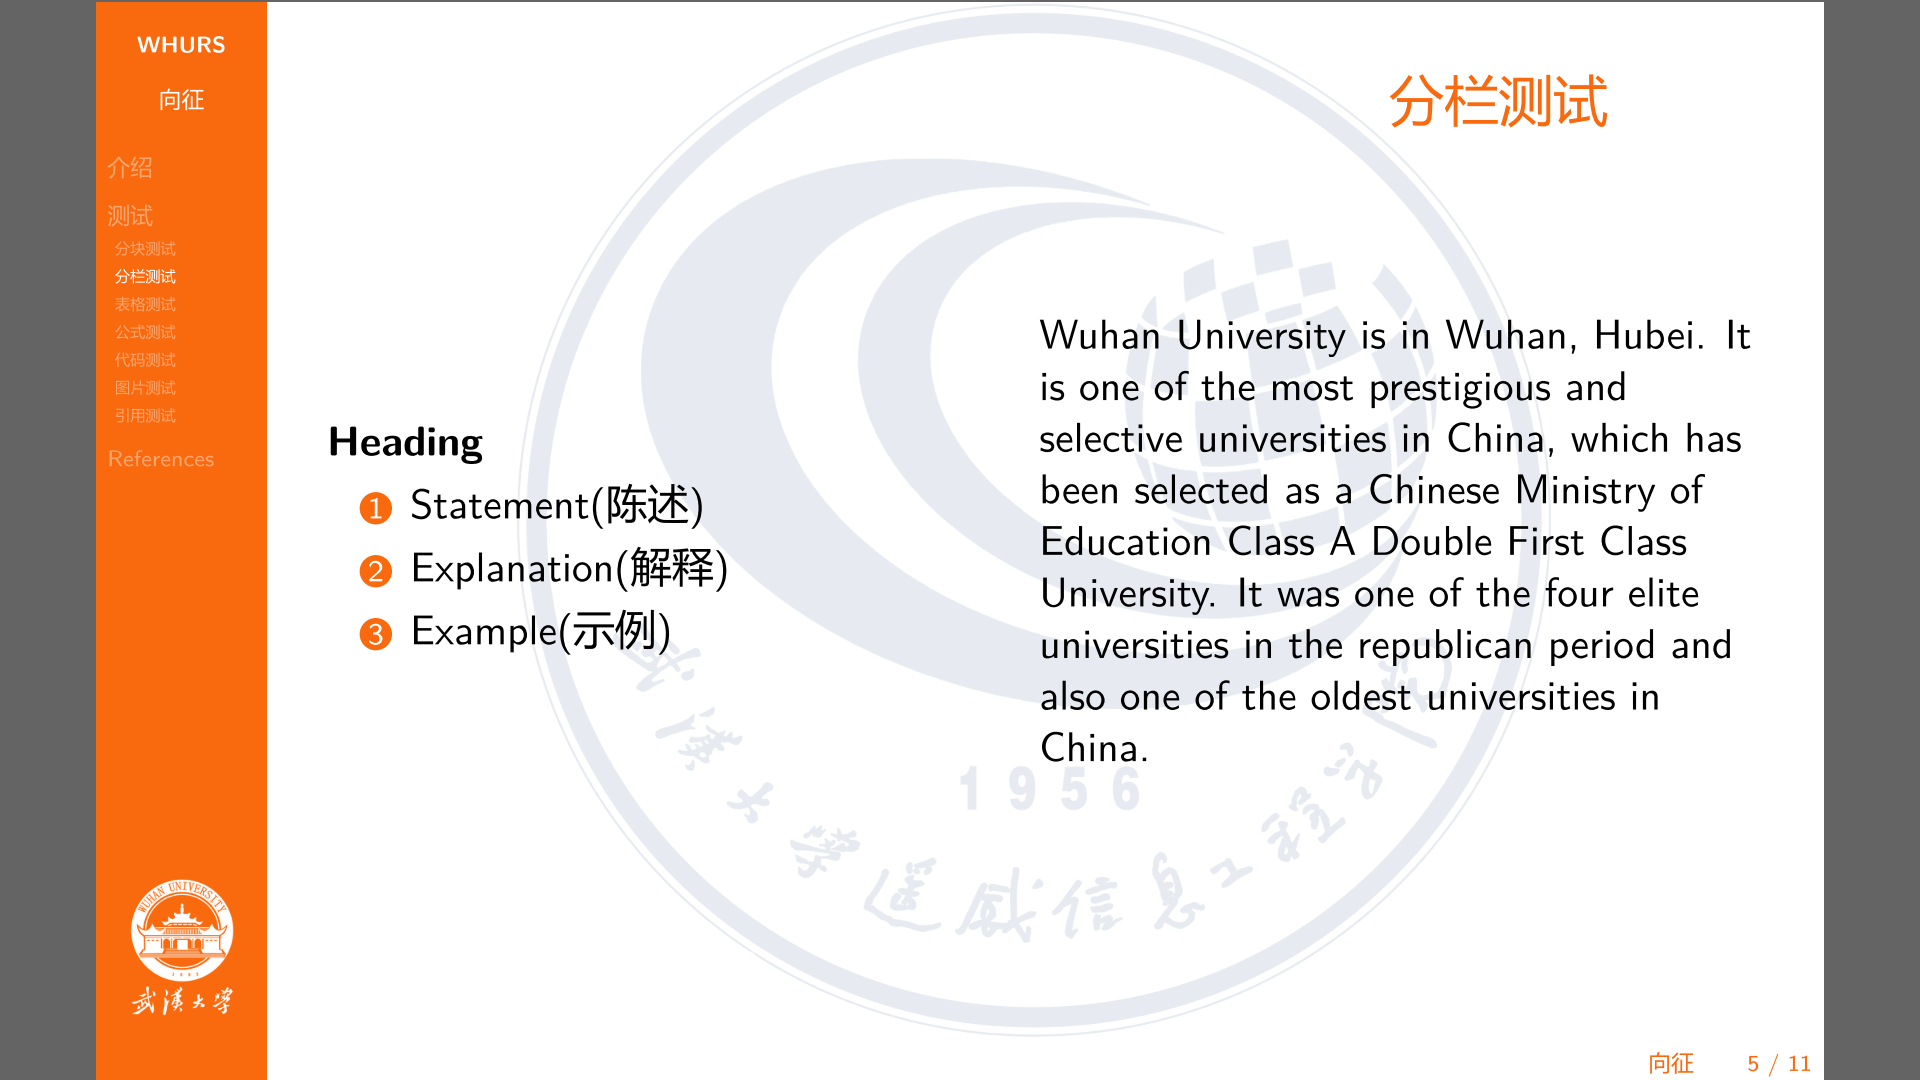 WHURS
向征
介绍
测试
分块测试
分栏测试
表格测试
公式测试
代码测试
图片测试
引用测试
References
WUHAN UNIVERSITY
1893
武漢大學
分栏测试
Heading
1 Statement(陈述)
2 Explanation(解释)
3 Example(示例)
Wuhan University is in Wuhan, Hubei. It
is one of the most prestigious and
selective universities in China, which has
been selected as a Chinese Ministry of
Education Class A Double First Class
University. It was one of the four elite
universities in the republican period and
also one of the oldest universities in
China.
1956
武漢大學遥感信息工程学院
向征 5 / 11